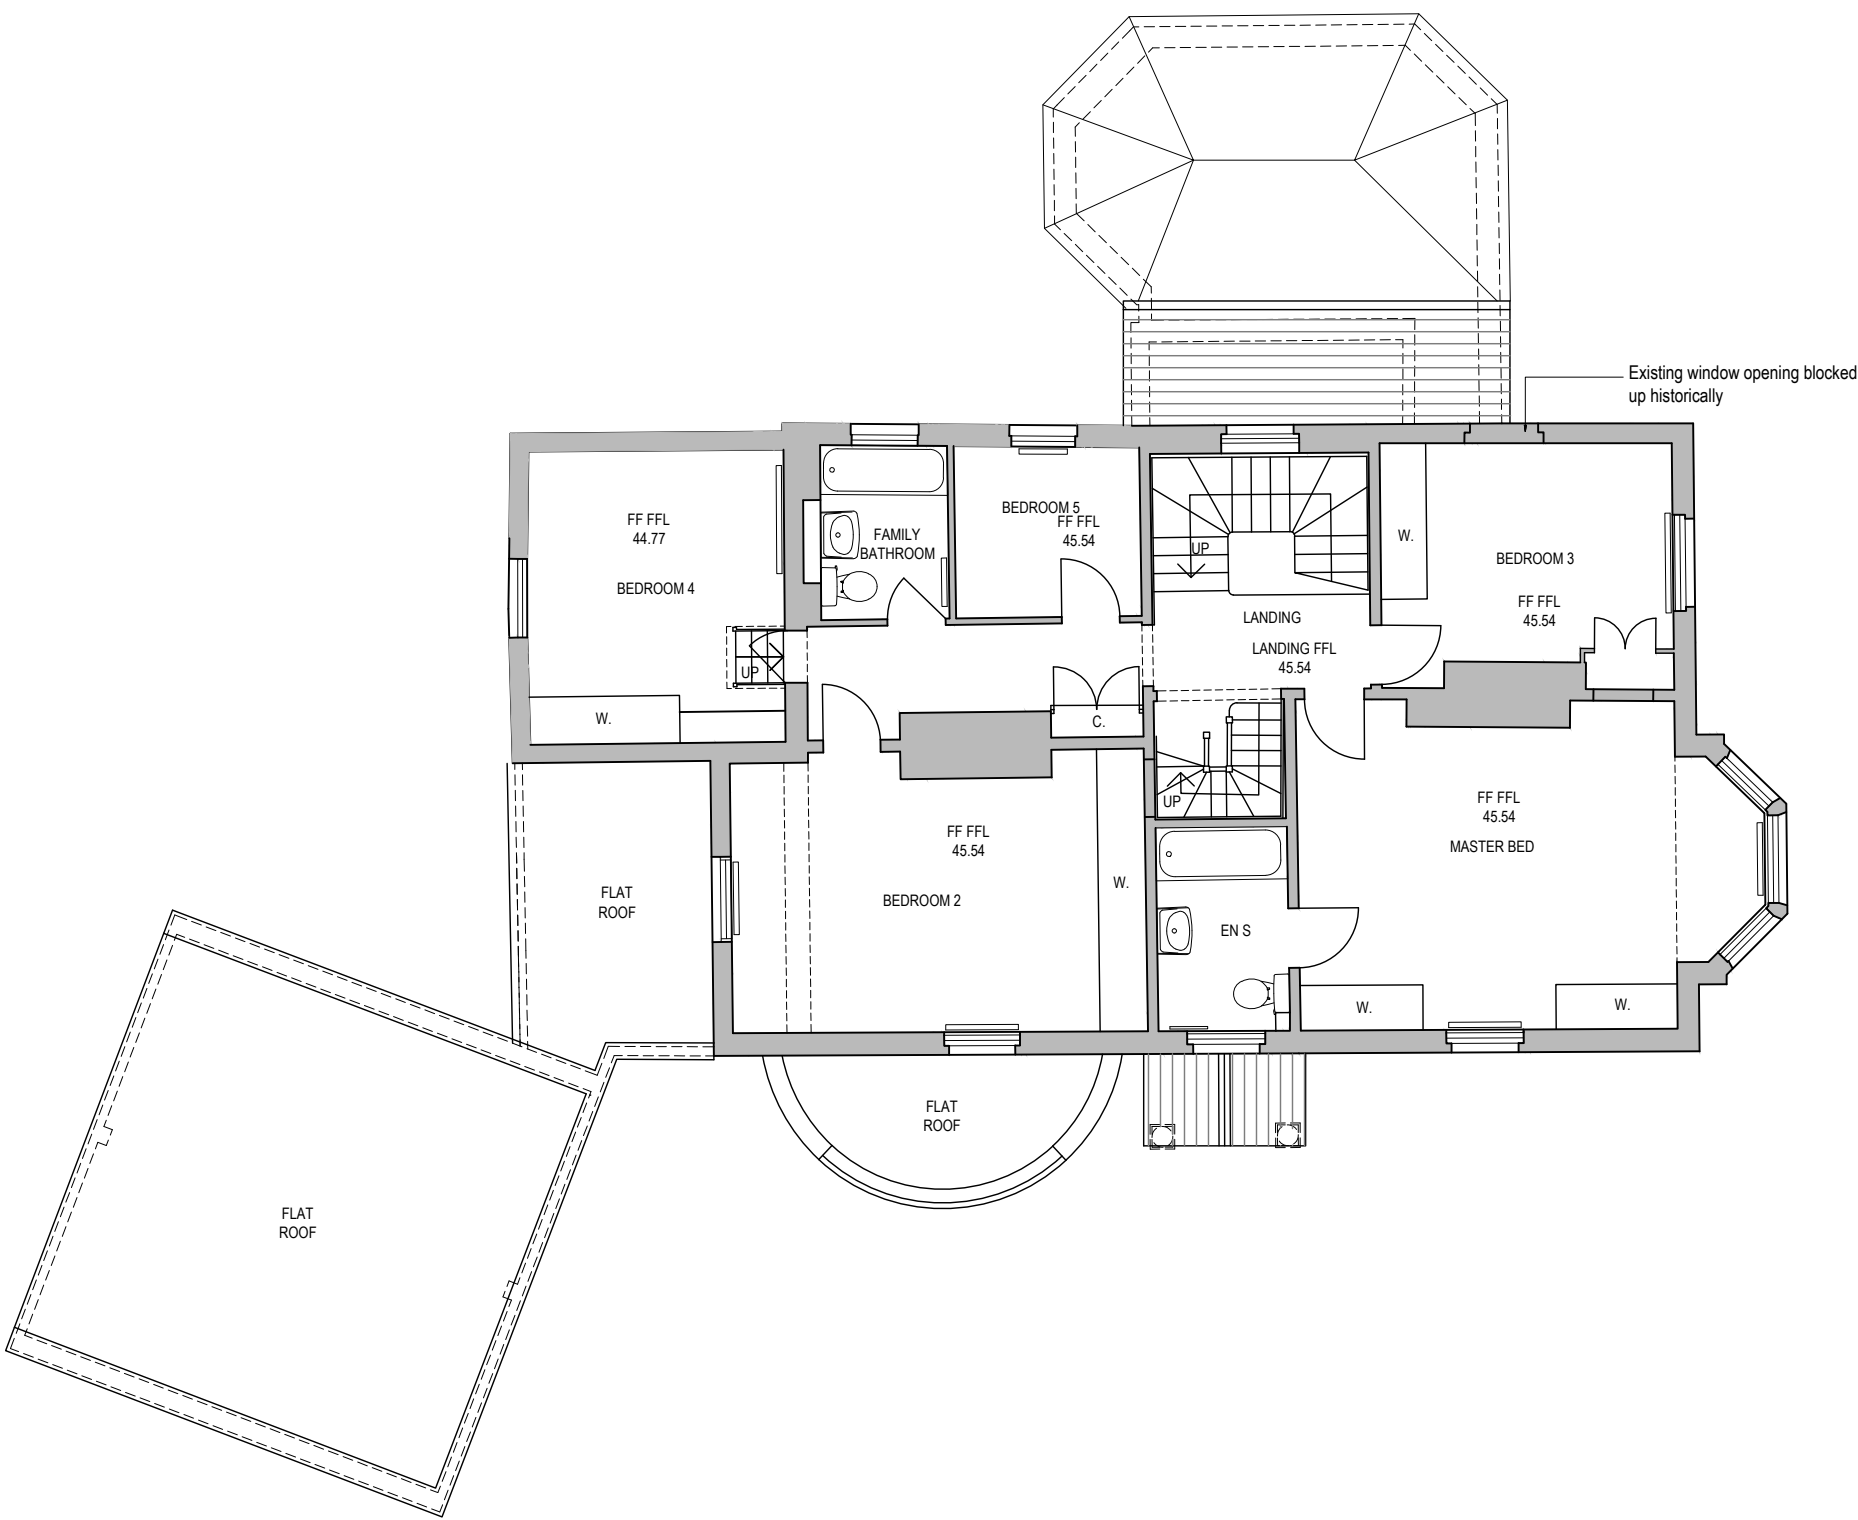 Existing window opening blocked
up historically
FF FFL
44.77
BEDROOM 4
UP
W.
FAMILY
BATHROOM
BEDROOM 5
FF FFL
45.54
UP
LANDING
LANDING FFL
45.54
W.
BEDROOM 3
FF FFL
45.54
C.
FF FFL
45.54
BEDROOM 2
W.
UP
EN S
FF FFL
45.54
MASTER BED
W.
W.
FLAT
ROOF
FLAT
ROOF
FLAT
ROOF